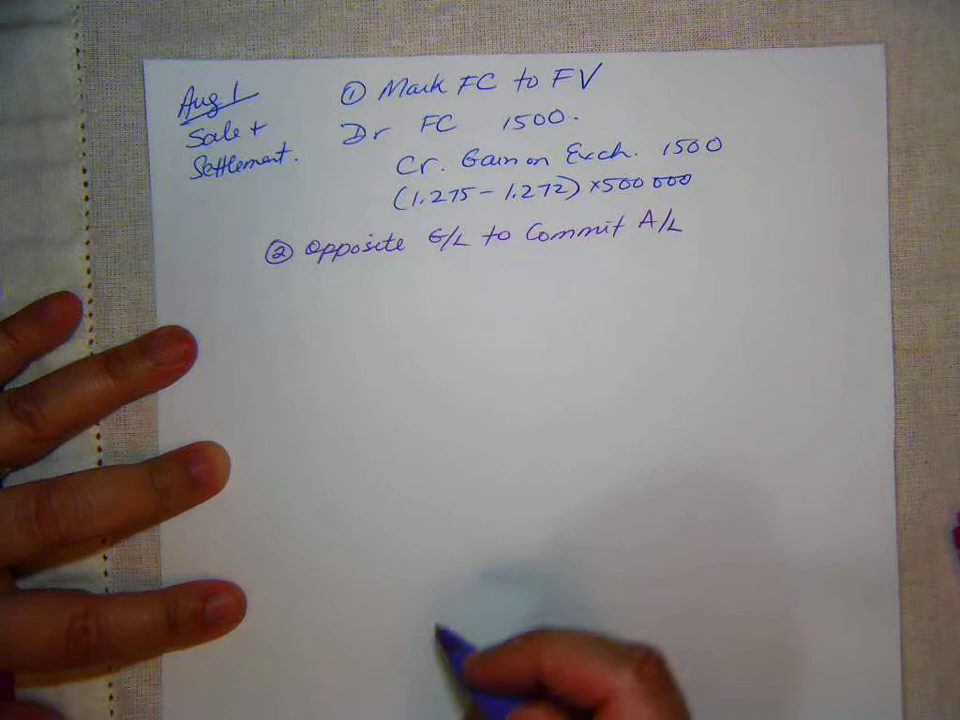 Aug 1
Sale +
Settlement.
① Mark FC to FV
Dr FC 1500.
Cr. Gain on Exch. 1500
(1.275 - 1.272) × 500 000
② Opposite G/L to Commit A/L